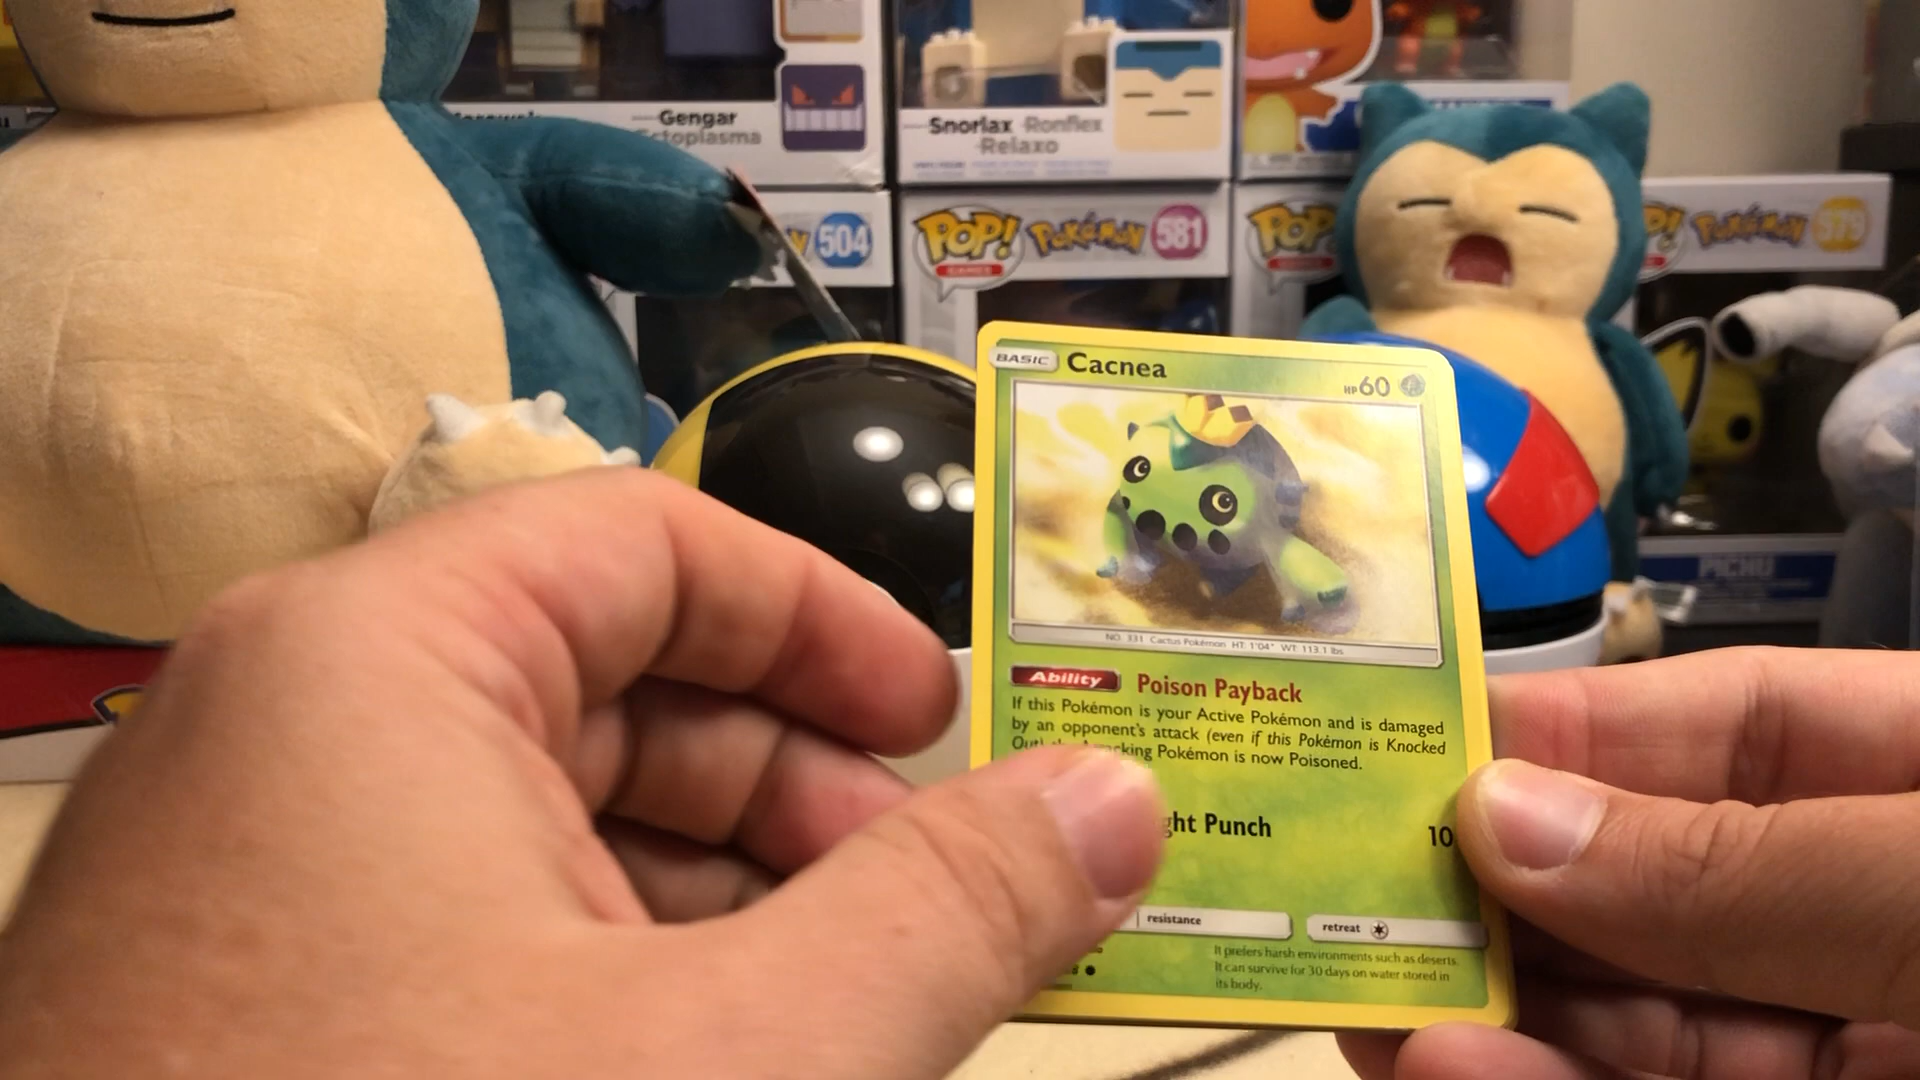 Gengar
Snorlax Ronflex
Relaxo
504
POP!
Pokémon
581
POP
Pokémon
579
PICHU
BASIC Cacnea HP60
NO. 331 Cactus Pokémon HT: 1'04" WT: 113.1 lbs
Ability Poison Payback
If this Pokémon is your Active Pokémon and is damaged
by an opponent's attack (even if this Pokémon is Knocked
king Pokémon is now Poisoned.
ght Punch 10
resistance
retreat
It prefers harsh environments such as deserts.
It can survive for 30 days on water stored in
its body.